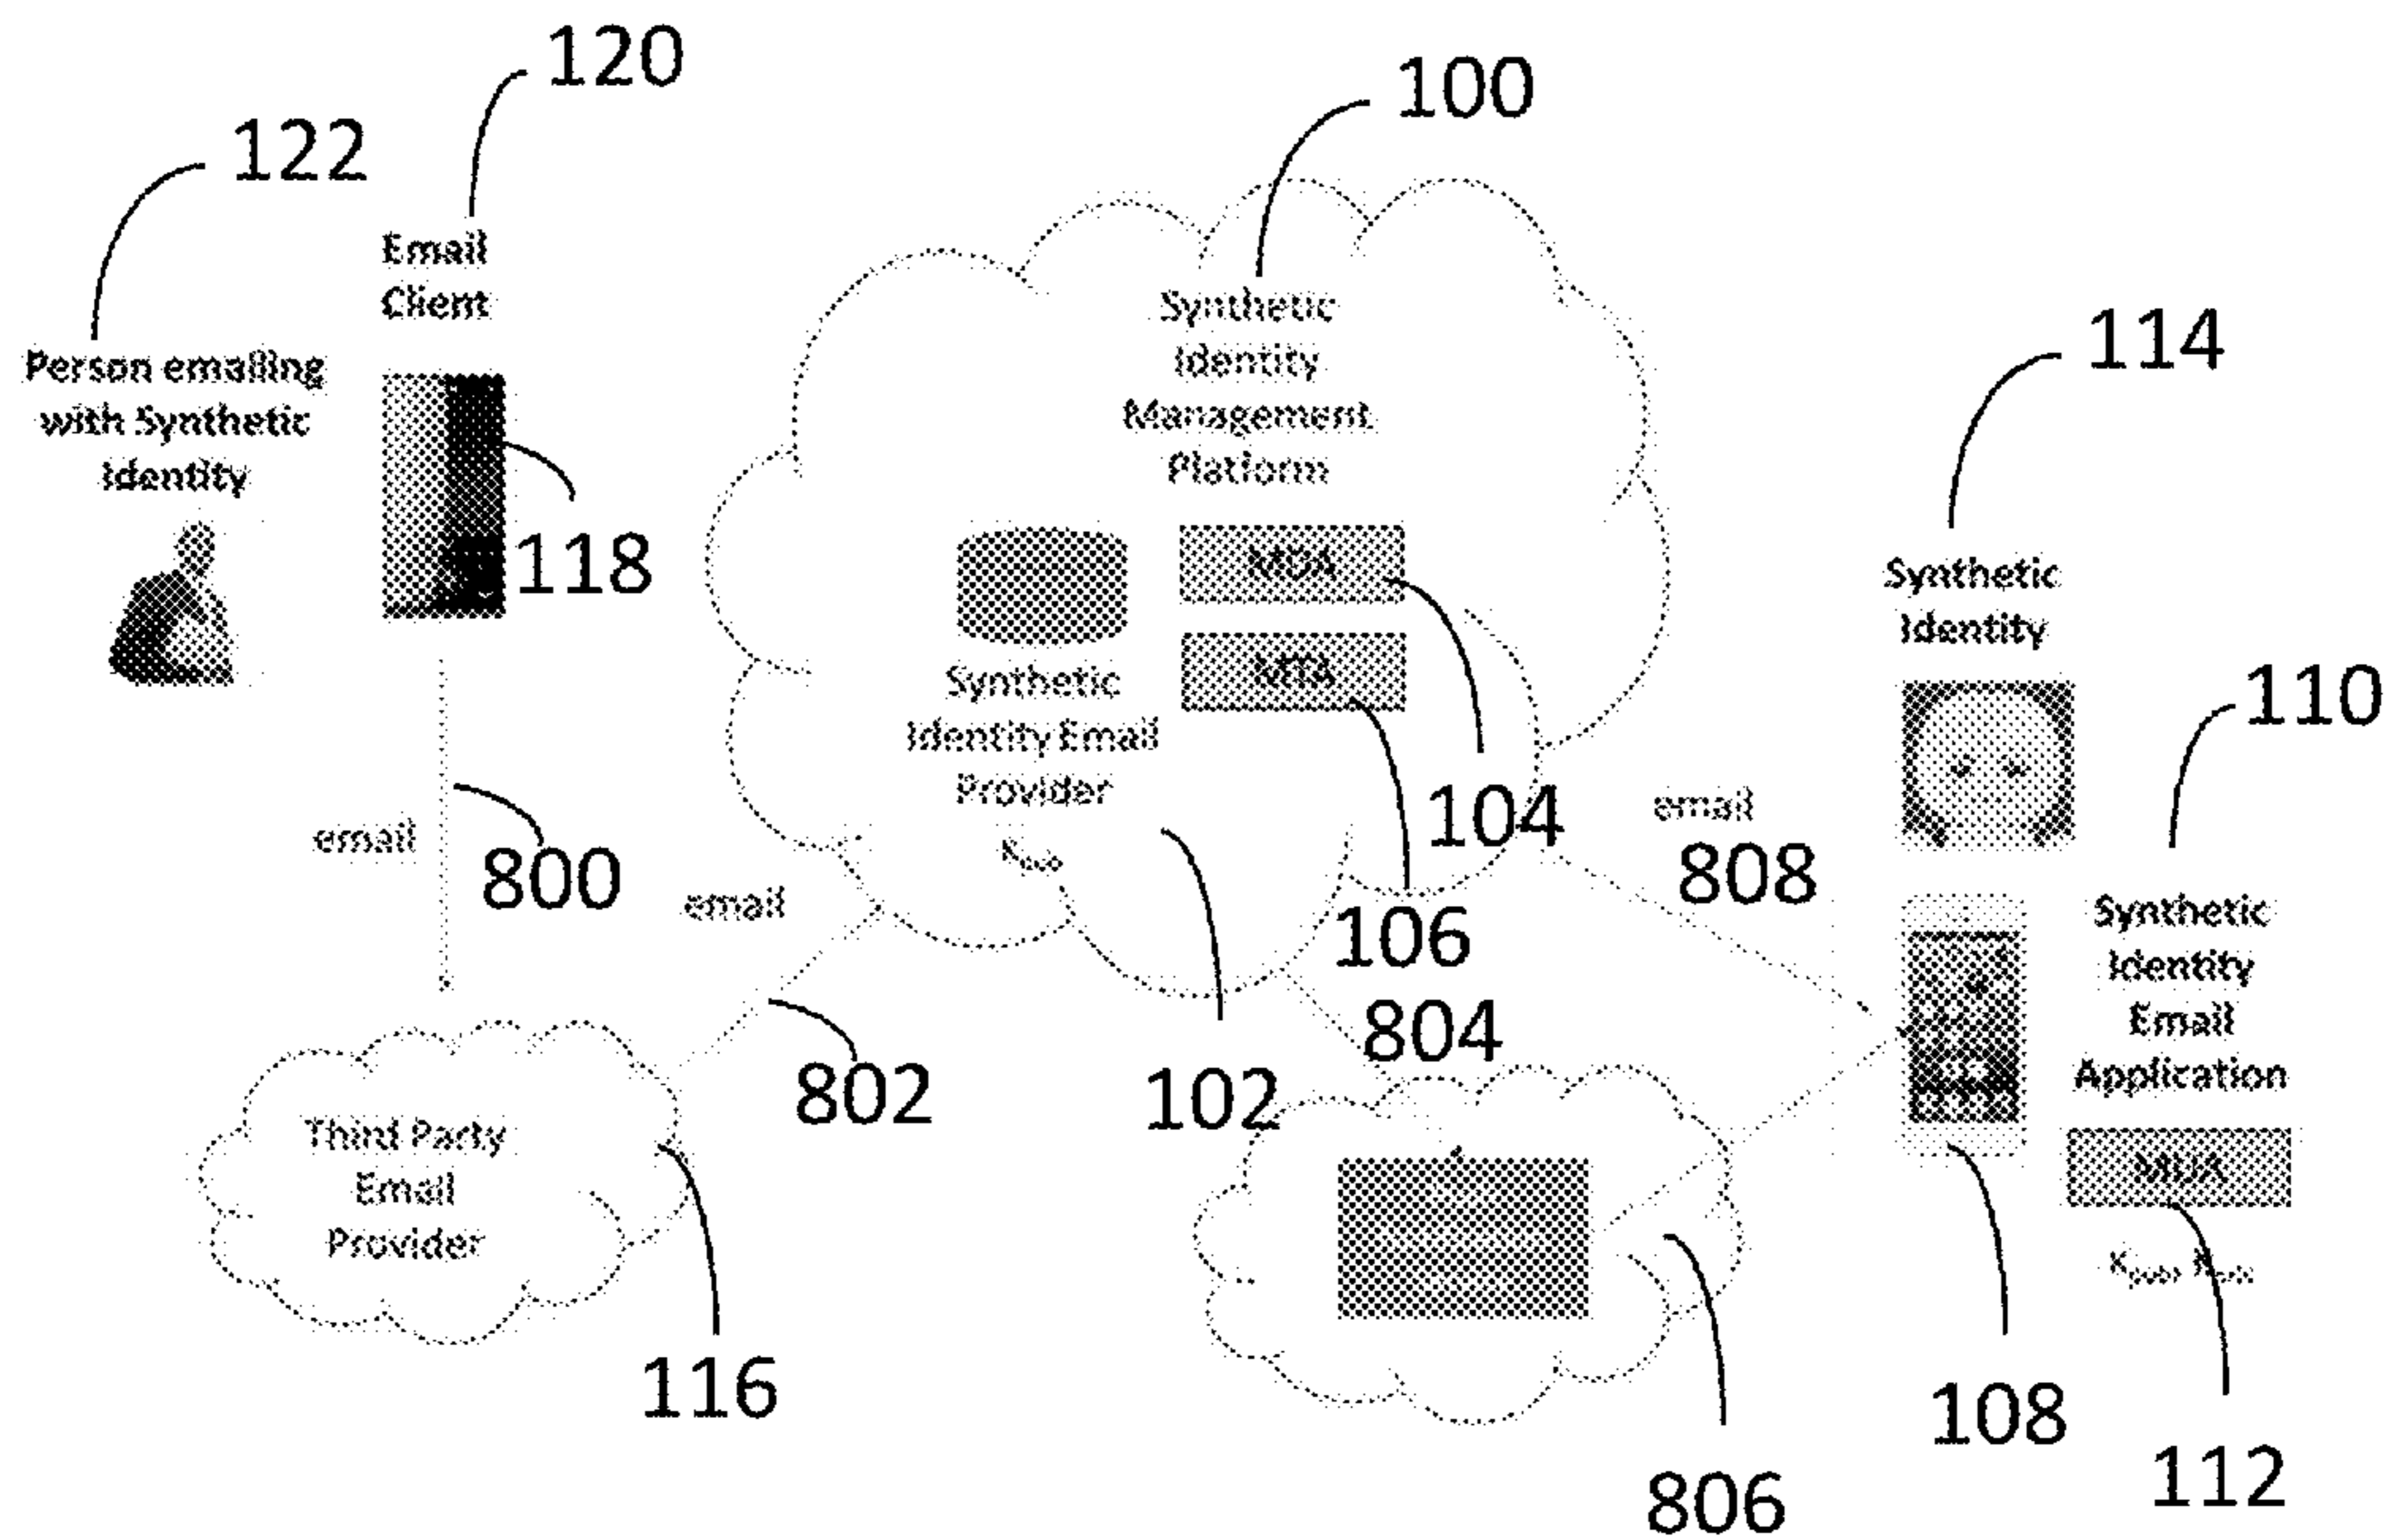 120
100
122
Email
Client
Synthetic
Identity
Management
Platform
114
Person emailing
with Synthetic
Identity
118
MDA
MTA
Synthetic
Identity
110
Synthetic
Identity Email
Provider
K
104
email
808
email
800
email
106
804
Synthetic
Identity
Email
Application
802
102
Third Party
Email
Provider
MUA
116
108
112
806